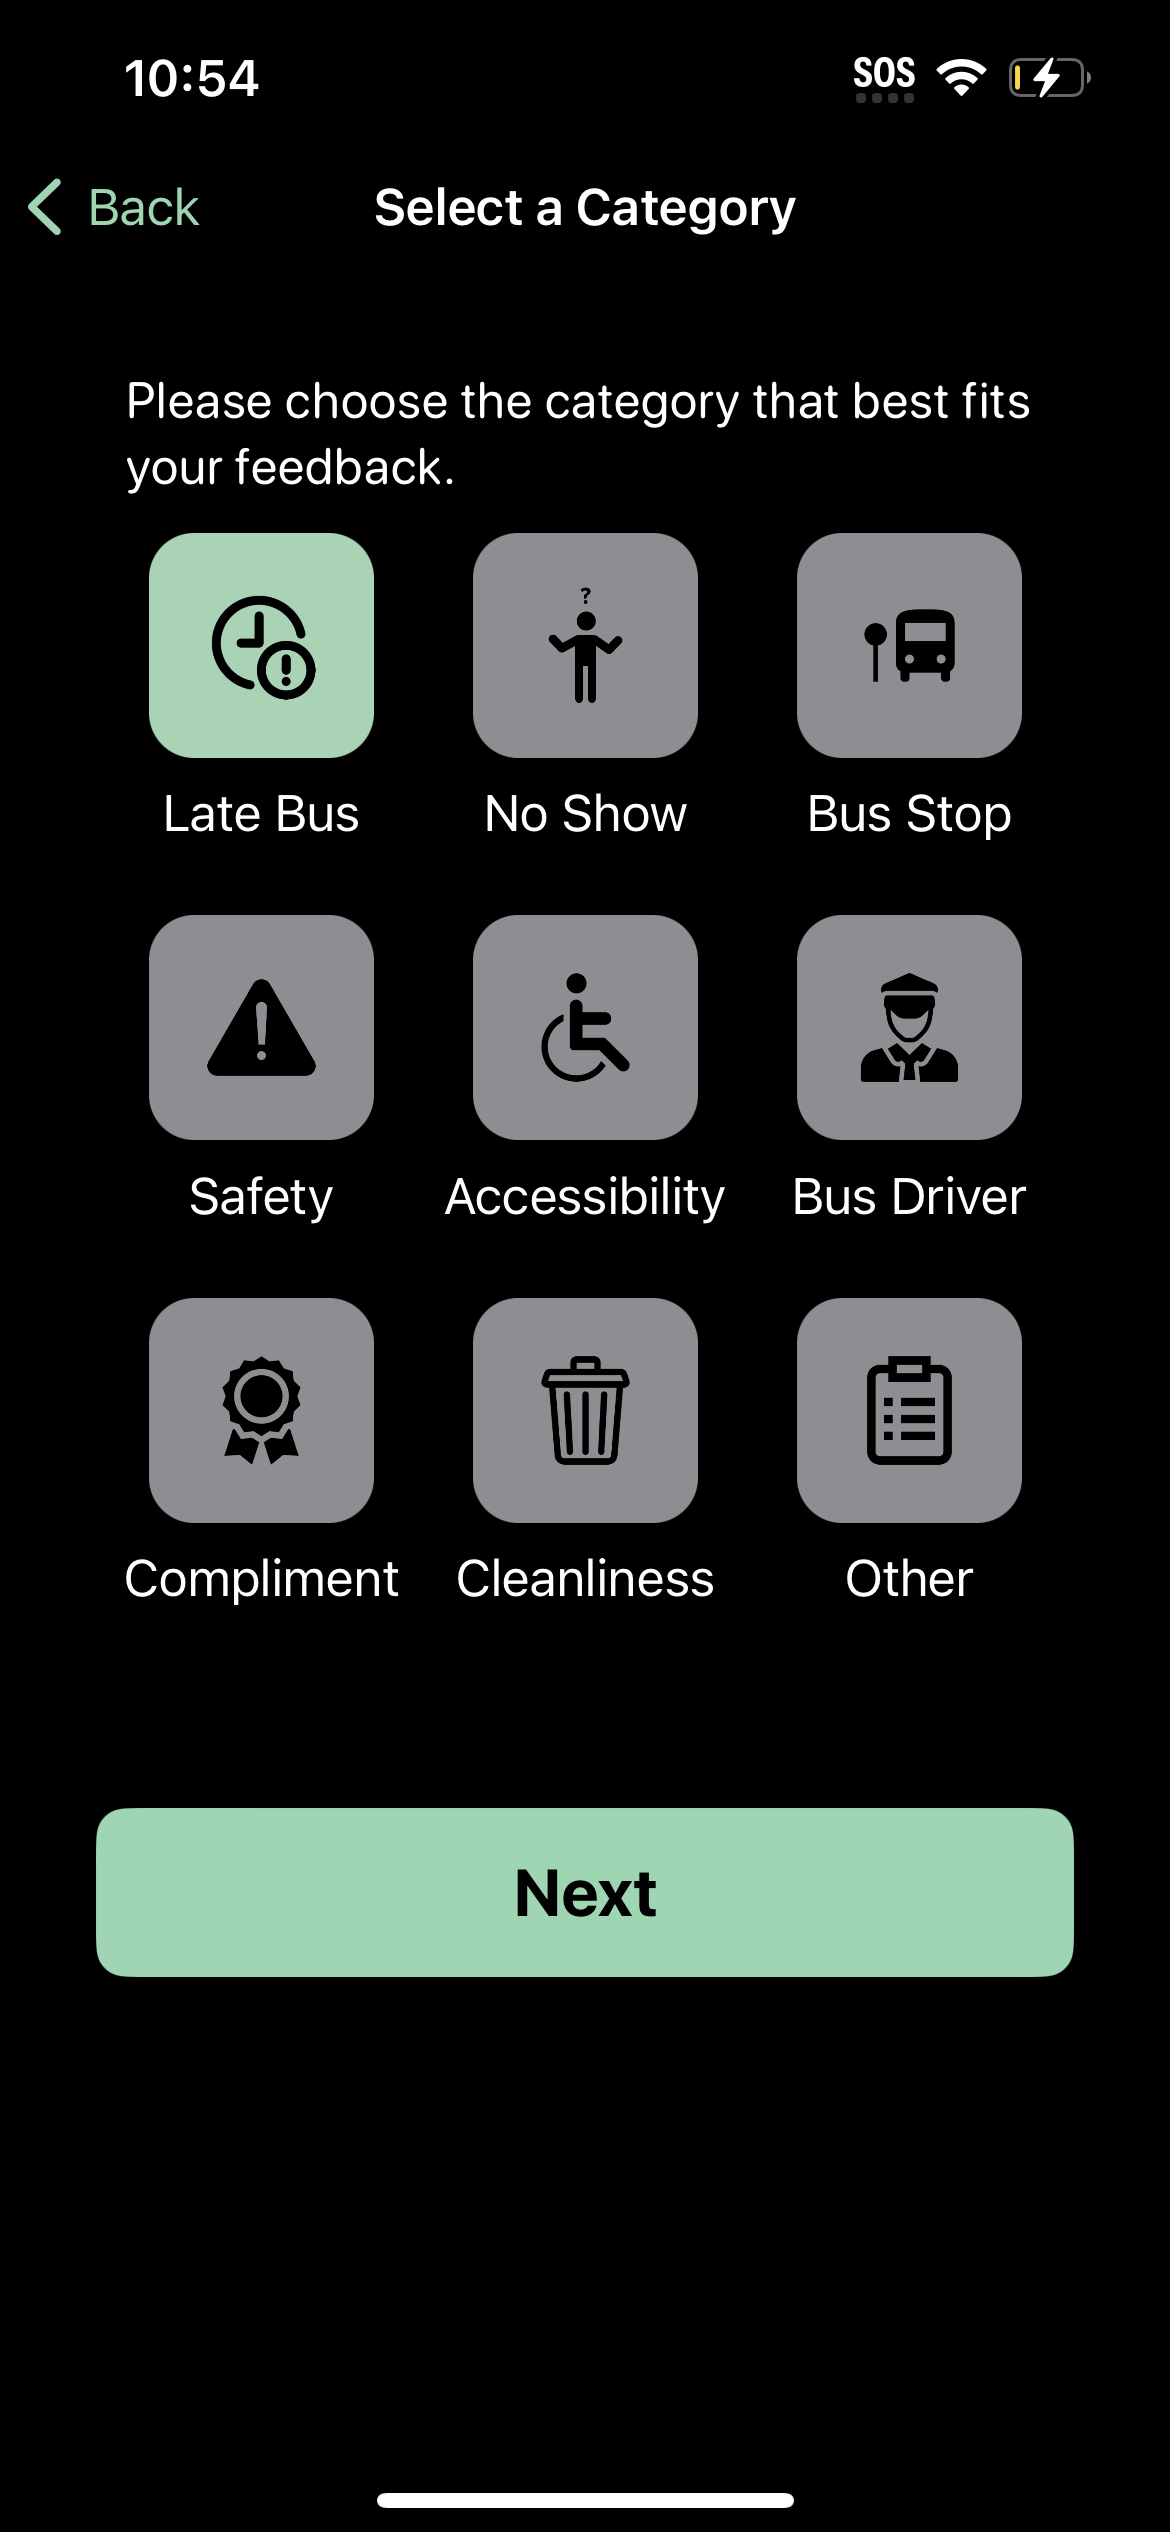 10:54
SOS
Back
Select a Category
Please choose the category that best fits
your feedback.
?
Late Bus
No Show
Bus Stop
Safety
Accessibility
Bus Driver
Compliment
Cleanliness
Other
Next